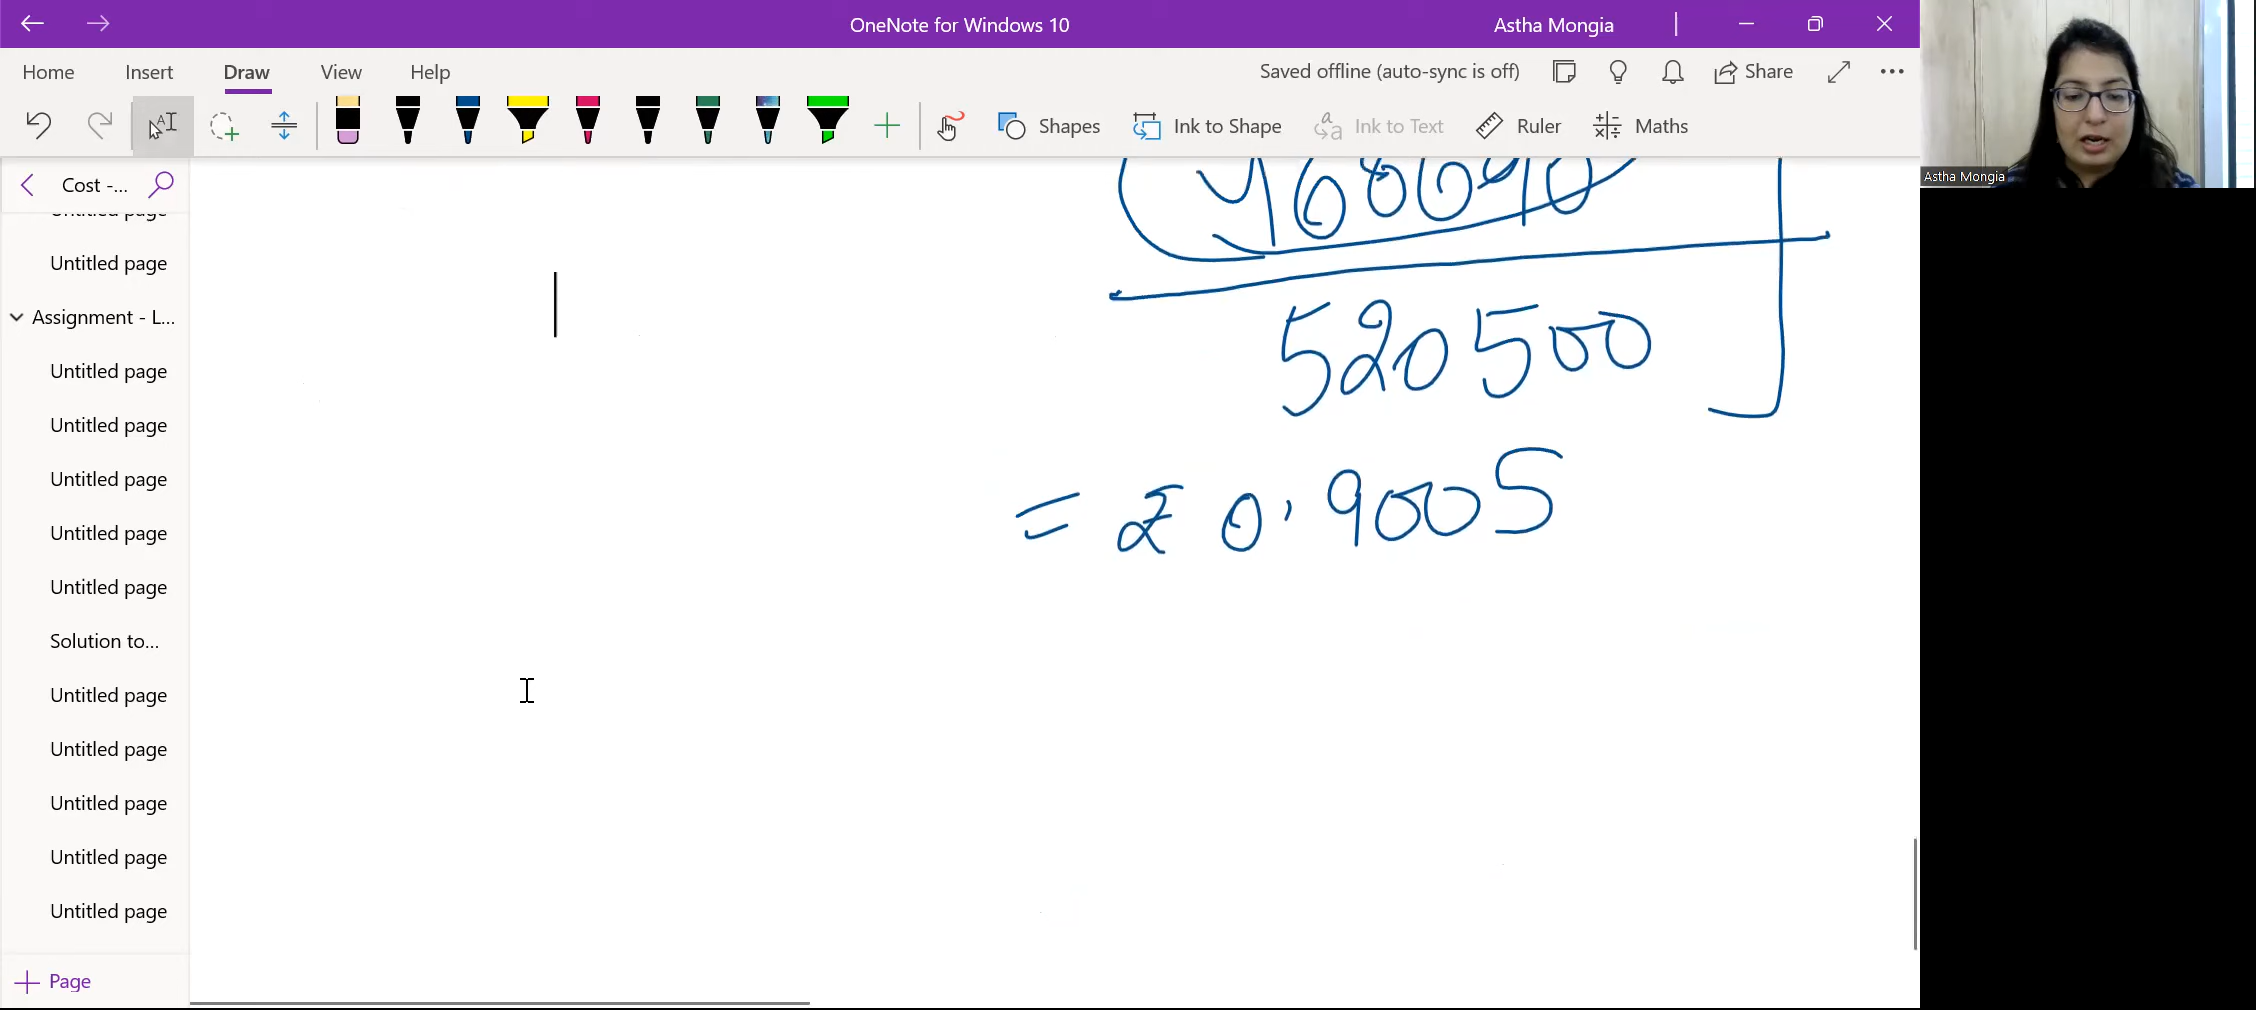 OneNote for Windows 10
Astha Mongia
Home Insert Draw View Help
Saved offline (auto-sync is off)
Share
Shapes
Ink to Shape
Ink to Text
Ruler
Maths
Cost -...
Untitled page
Untitled page
Assignment - L...
Untitled page
Untitled page
Untitled page
Untitled page
Untitled page
Solution to...
Untitled page
Untitled page
Untitled page
Untitled page
Untitled page
Page
468690
520500
= ₹ 0.9005
Astha Mongia